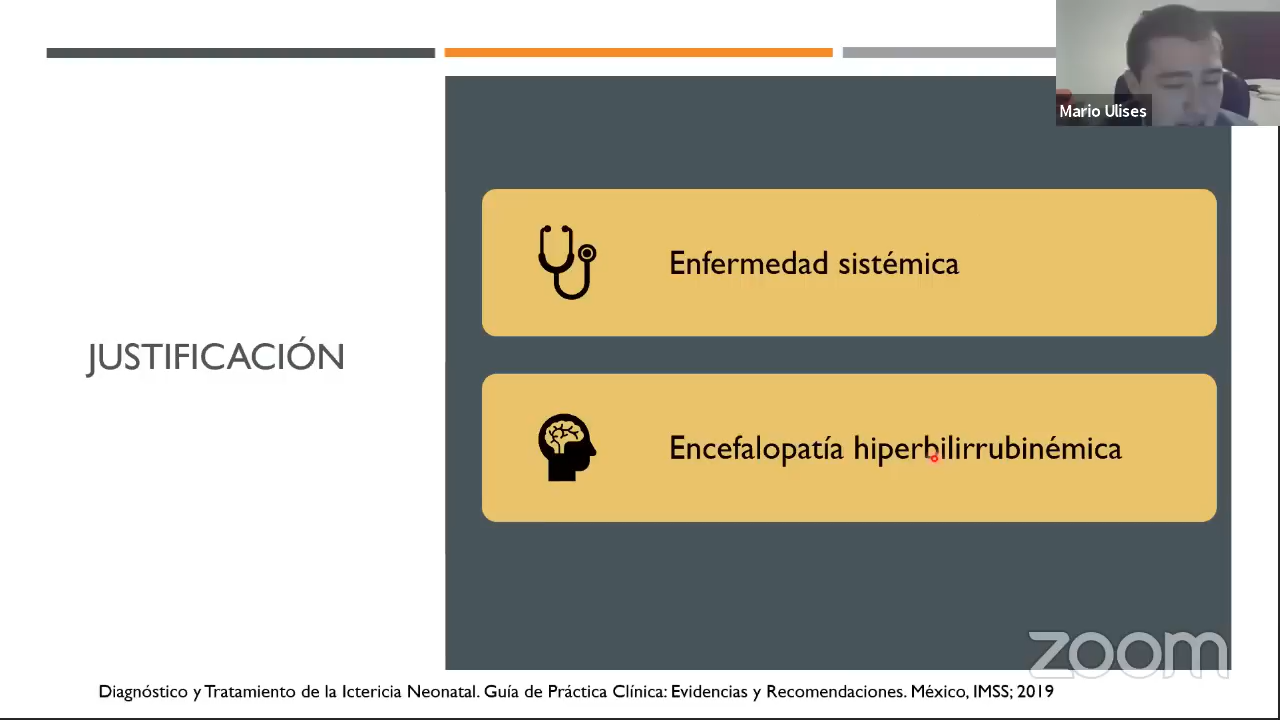 Mario Ulises
Enfermedad sistémica
JUSTIFICACIÓN
Encefalopatía hiperbilirrubinémica
zoom
Diagnóstico y Tratamiento de la Ictericia Neonatal. Guía de Práctica Clínica: Evidencias y Recomendaciones. México, IMSS; 2019